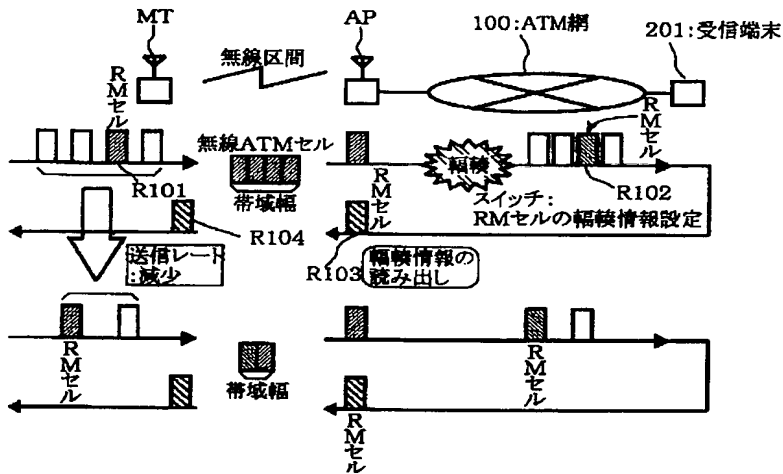 MT
AP
100:ATM網
201:受信端末
無線区間
RMセル
RMセル
無線ATMセル
輻輳
R101
帯域幅
RMセル
スイッチ:
RMセルの輻輳情報設定
R102
R104
送信レート
:減少
R103
輻輳情報の
読み出し
RMセル
帯域幅
RMセル
RMセル